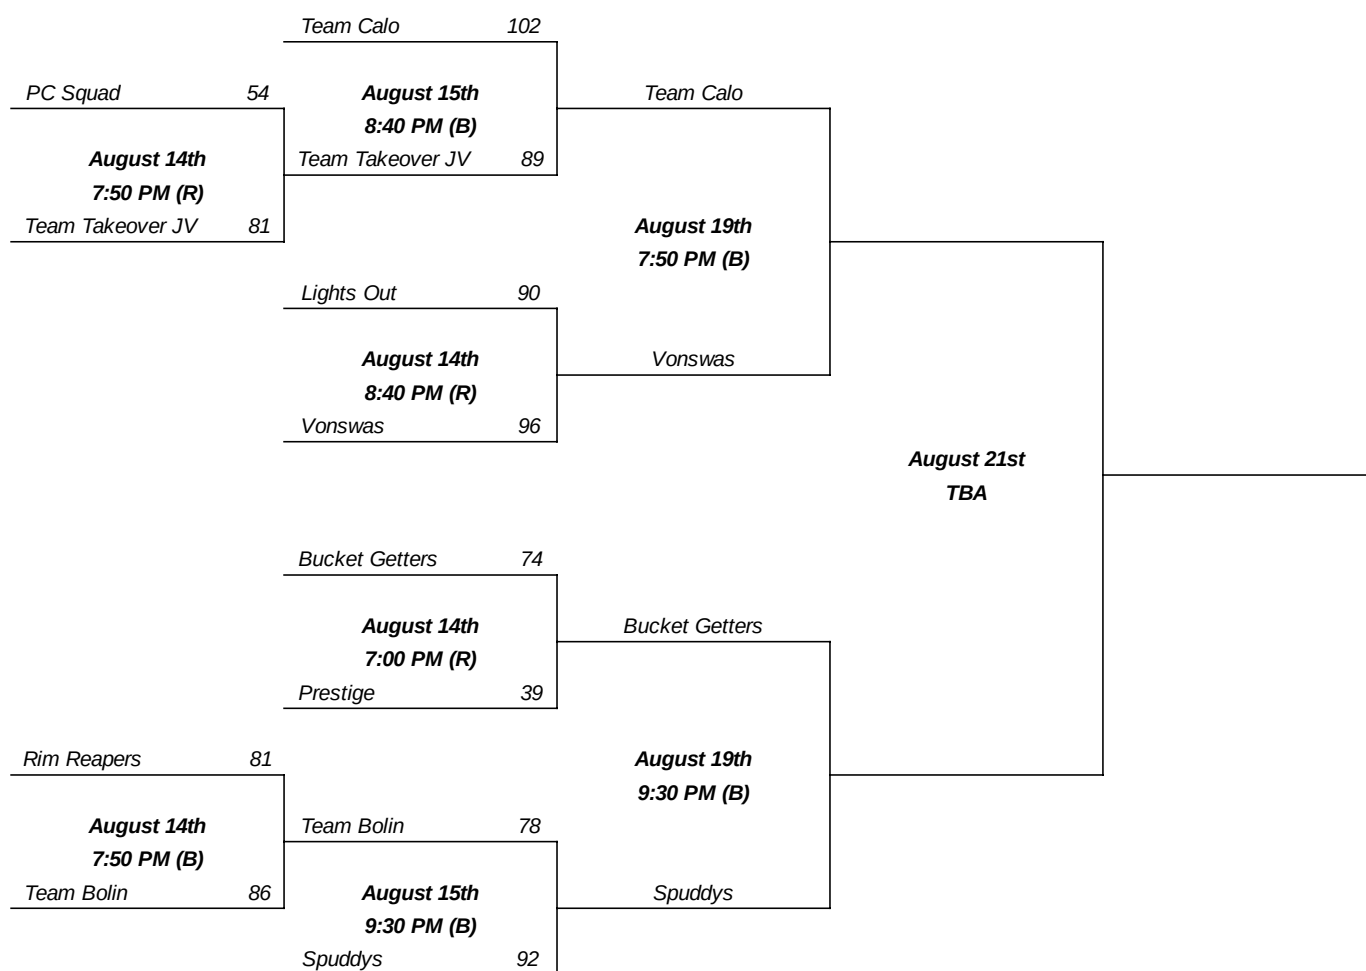 Team Calo 102
PC Squad 54
August 15th
Team Calo
8:40 PM (B)
August 14th
Team Takeover JV 89
7:50 PM (R)
Team Takeover JV 81
August 19th
7:50 PM (B)
Lights Out 90
August 14th
Vonswas
8:40 PM (R)
Vonswas 96
August 21st
TBA
Bucket Getters 74
August 14th
Bucket Getters
7:00 PM (R)
Prestige 39
Rim Reapers 81
August 19th
9:30 PM (B)
August 14th
Team Bolin 78
7:50 PM (B)
Team Bolin 86
August 15th
Spuddys
9:30 PM (B)
Spuddys 92